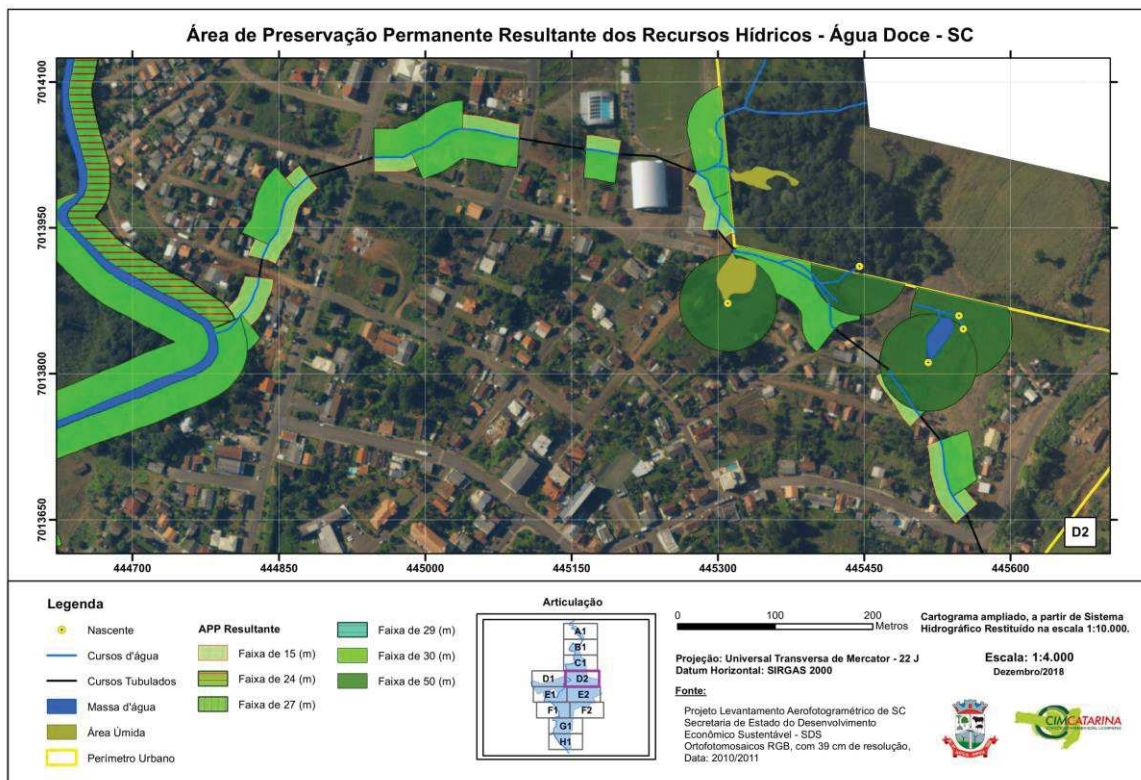 Área de Preservação Permanente Resultante dos Recursos Hídricos - Água Doce - SC
7014100
7013950
7013800
7013650
444700
444850
445000
445150
445300
445450
445600
D2
Legenda
Nascente
Cursos d'água
Cursos Tubulados
Massa d'água
Área Úmida
Perímetro Urbano
APP Resultante
Faixa de 15 (m)
Faixa de 24 (m)
Faixa de 27 (m)
Faixa de 29 (m)
Faixa de 30 (m)
Faixa de 50 (m)
Articulação
A1
B1
C1
D1
D2
E1
E2
F1
F2
G1
H1
0
100
200
Metros
Projeção: Universal Transversa de Mercator - 22 J
Datum Horizontal: SIRGAS 2000
Fonte:
Projeto Levantamento Aerofotogramétrico de SC
Secretaria de Estado do Desenvolvimento
Econômico Sustentável - SDS
Ortofotomosaicos RGB, com 39 cm de resolução,
Data: 2010/2011
Cartograma ampliado, a partir de Sistema
Hidrográfico Restituído na escala 1:10.000.
Escala: 1:4.000
Dezembro/2018
CIMCATARINA